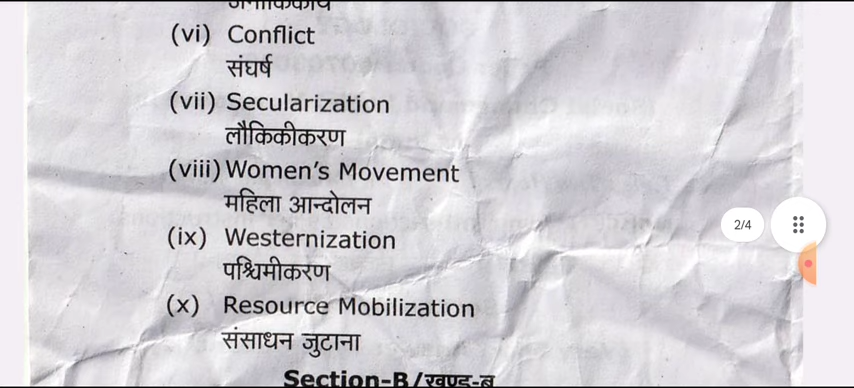 (vi) Conflict
संघर्ष
(vii) Secularization
लौकिकीकरण
(viii) Women's Movement
महिला आन्दोलन
(ix) Westernization
पश्चिमीकरण
(x) Resource Mobilization
संसाधन जुटाना
Section-B/खण्ड-ब
2/4